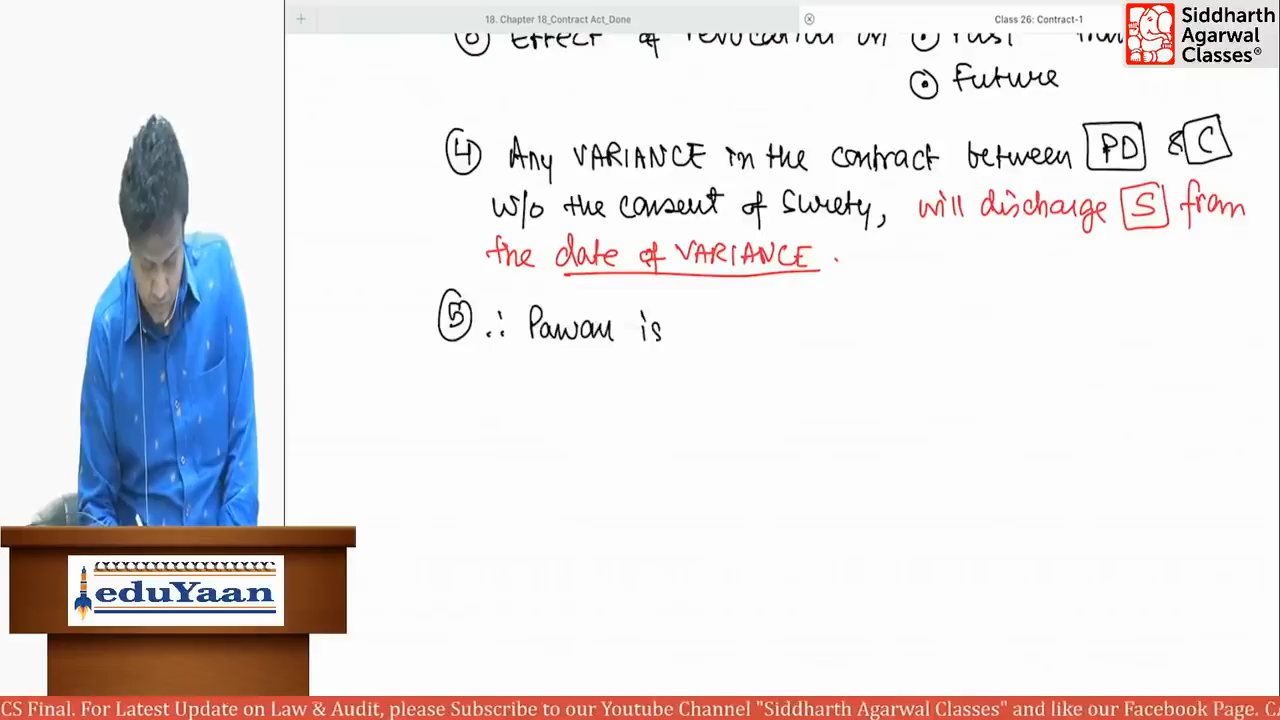 18. Chapter 18_Contract Act_Done
Class 26: Contract-1
Siddharth
Agarwal
Classes®
Effect of revocation on
Future
4 Any VARIANCE in the contract between PD & C
w/o the consent of Surety, will discharge S from
the date of VARIANCE.
5 ∴ Pawan is
eduYaan
CS Final. For Latest Update on Law & Audit, please Subscribe to our Youtube Channel "Siddharth Agarwal Classes" and like our Facebook Page.